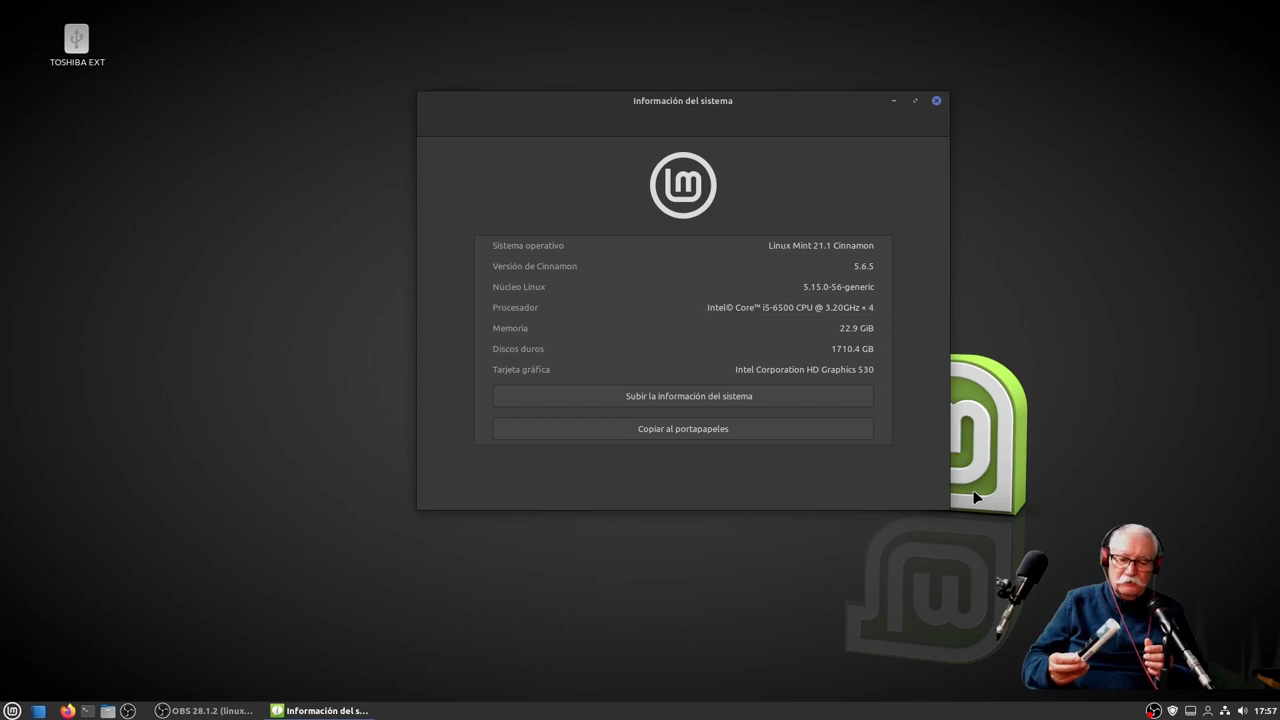 TOSHIBA EXT
Información del sistema
Sistema operativo Linux Mint 21.1 Cinnamon
Versión de Cinnamon 5.6.5
Núcleo Linux 5.15.0-56-generic
Procesador Intel© Core™ i5-6500 CPU @ 3.20GHz × 4
Memoria 22.9 GiB
Discos duros 1710.4 GB
Tarjeta gráfica Intel Corporation HD Graphics 530
Subir la información del sistema
Copiar al portapapeles
OBS 28.1.2 (linux... Información del s... 17:57